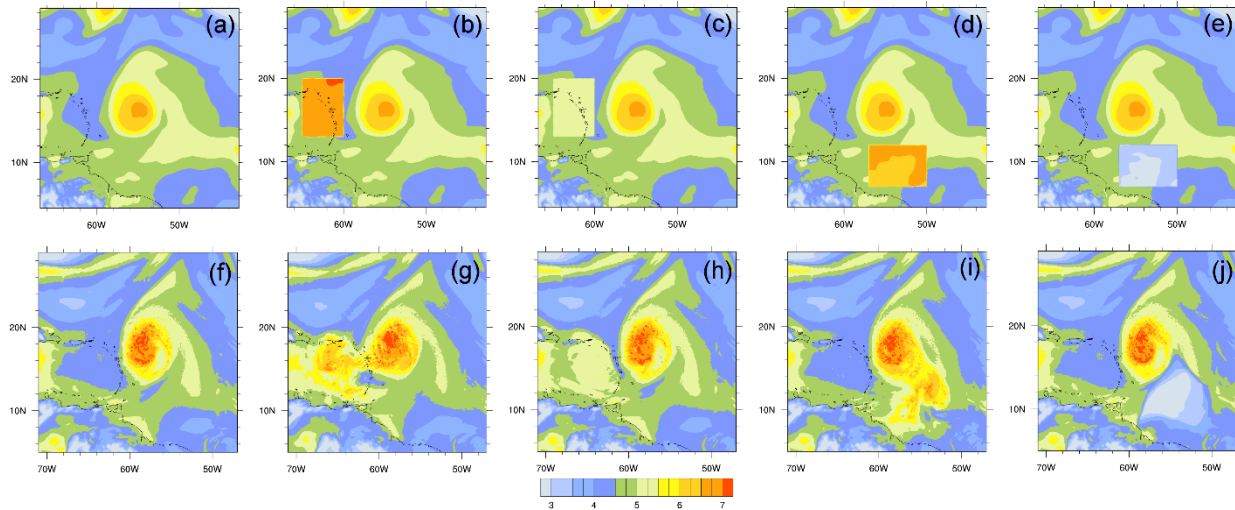 (a) (b) (c) (d) (e)
20N 20N 20N 20N 20N
10N 10N 10N 10N 10N
60W 50W 60W 50W 60W 50W 60W 50W 60W 50W
(f) (g) (h) (i) (j)
20N 20N 20N 20N 20N
10N 10N 10N 10N 10N
70W 60W 50W 70W 60W 50W 70W 60W 50W 70W 60W 50W 70W 60W 50W
3 4 5 6 7